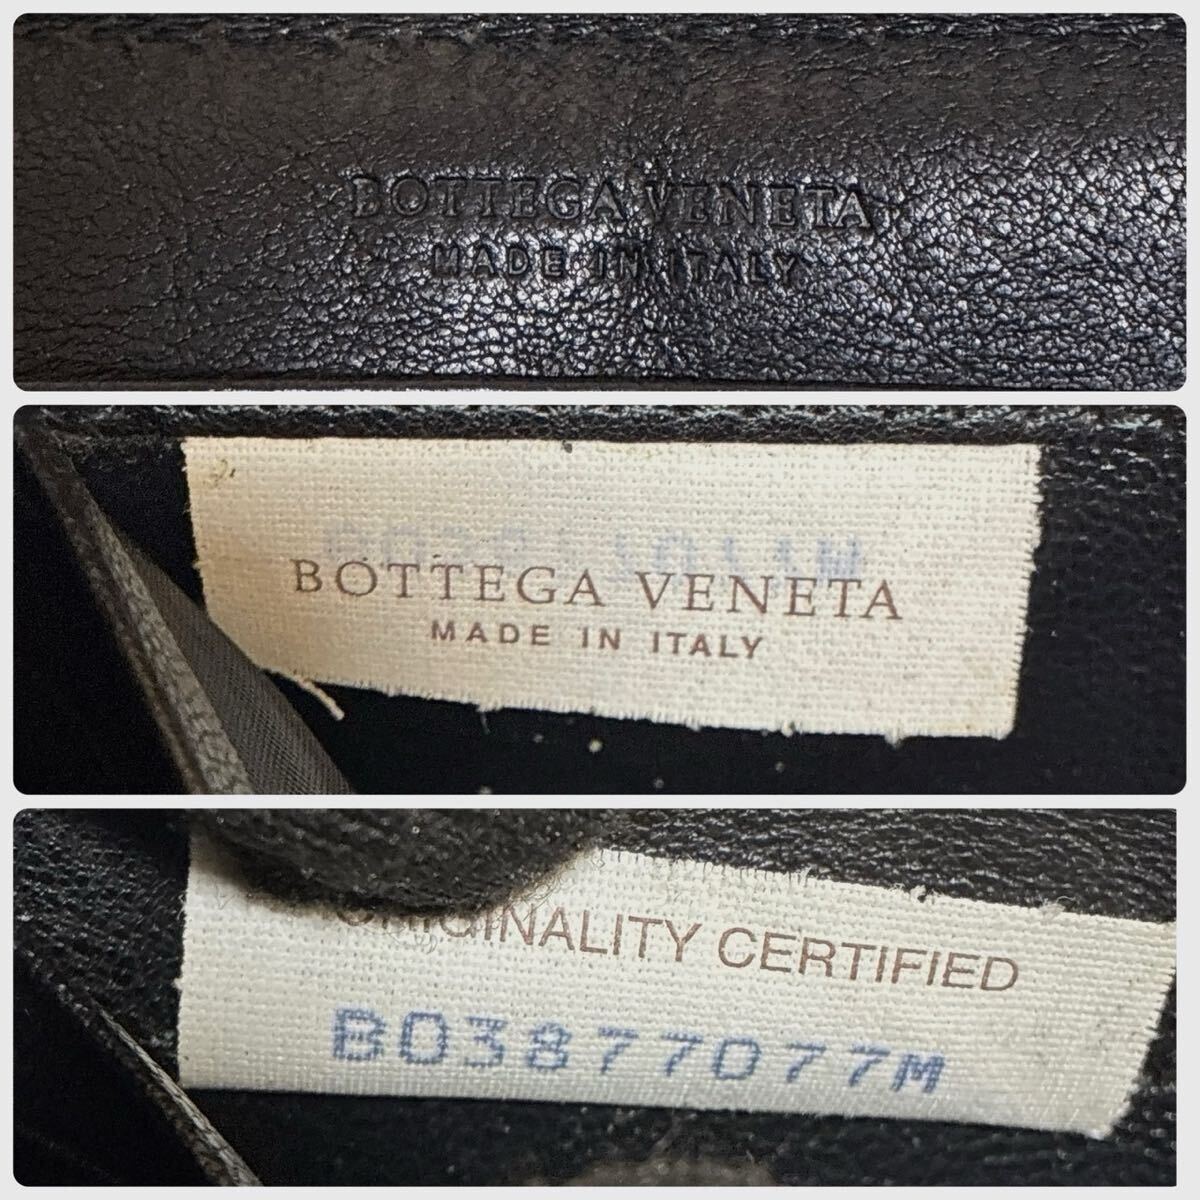 BOTTEGA VENETA
MADE IN ITALY
BOTTEGA VENETA
MADE IN ITALY
ORIGINALITY CERTIFIED
B03877077M